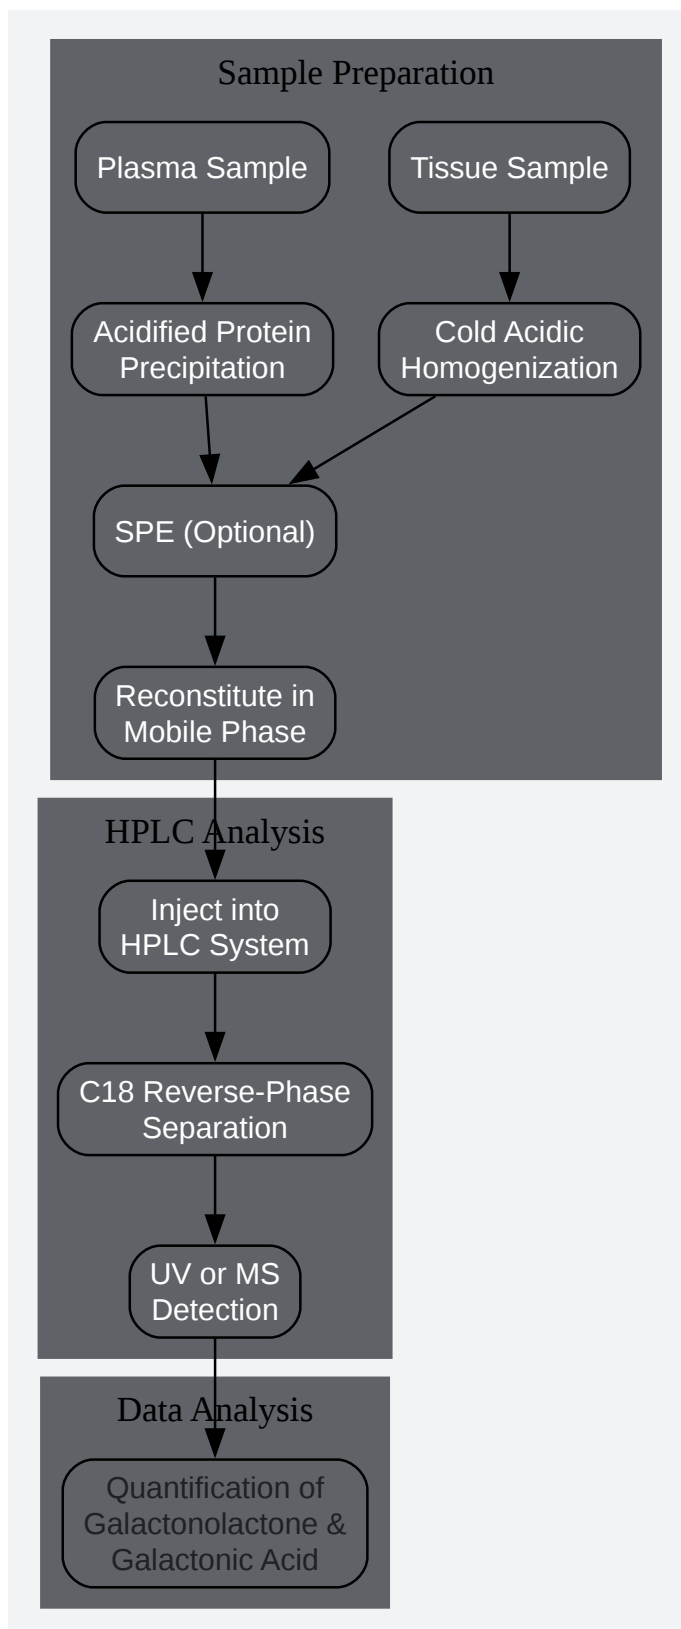 Sample Preparation
Plasma Sample
Tissue Sample
Acidified Protein
Precipitation
Cold Acidic
Homogenization
SPE (Optional)
Reconstitute in
Mobile Phase
HPLC Analysis
Inject into
HPLC System
C18 Reverse-Phase
Separation
UV or MS
Detection
Data Analysis
Quantification of
Galactonolactone &
Galactonic Acid